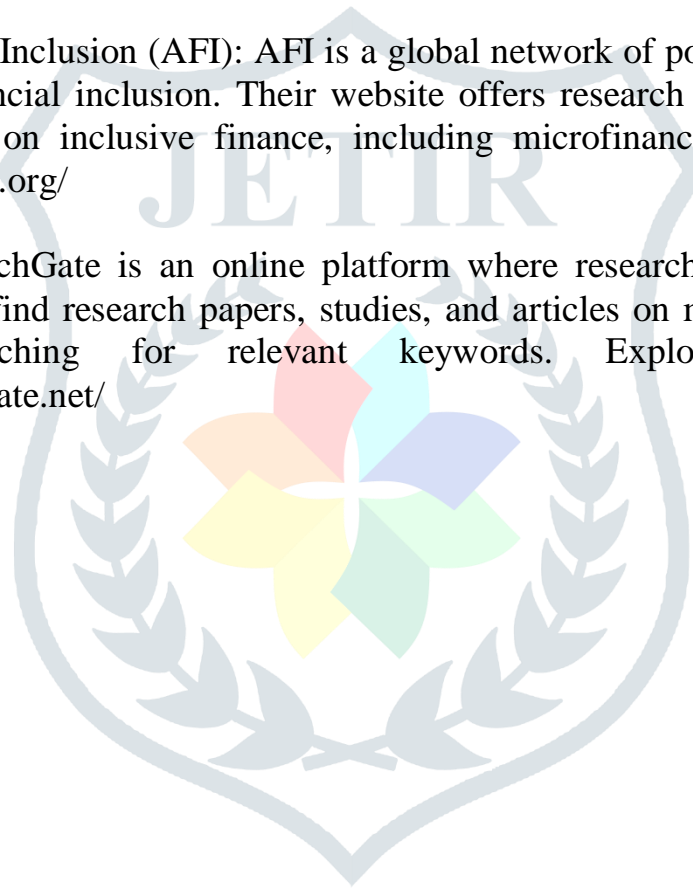 Inclusion (AFI): AFI is a global network of po
ncial inclusion. Their website offers research
on inclusive finance, including microfinanc
.org/
JETIR
chGate is an online platform where research
find research papers, studies, and articles on
ching for relevant keywords. Explo
ate.net/